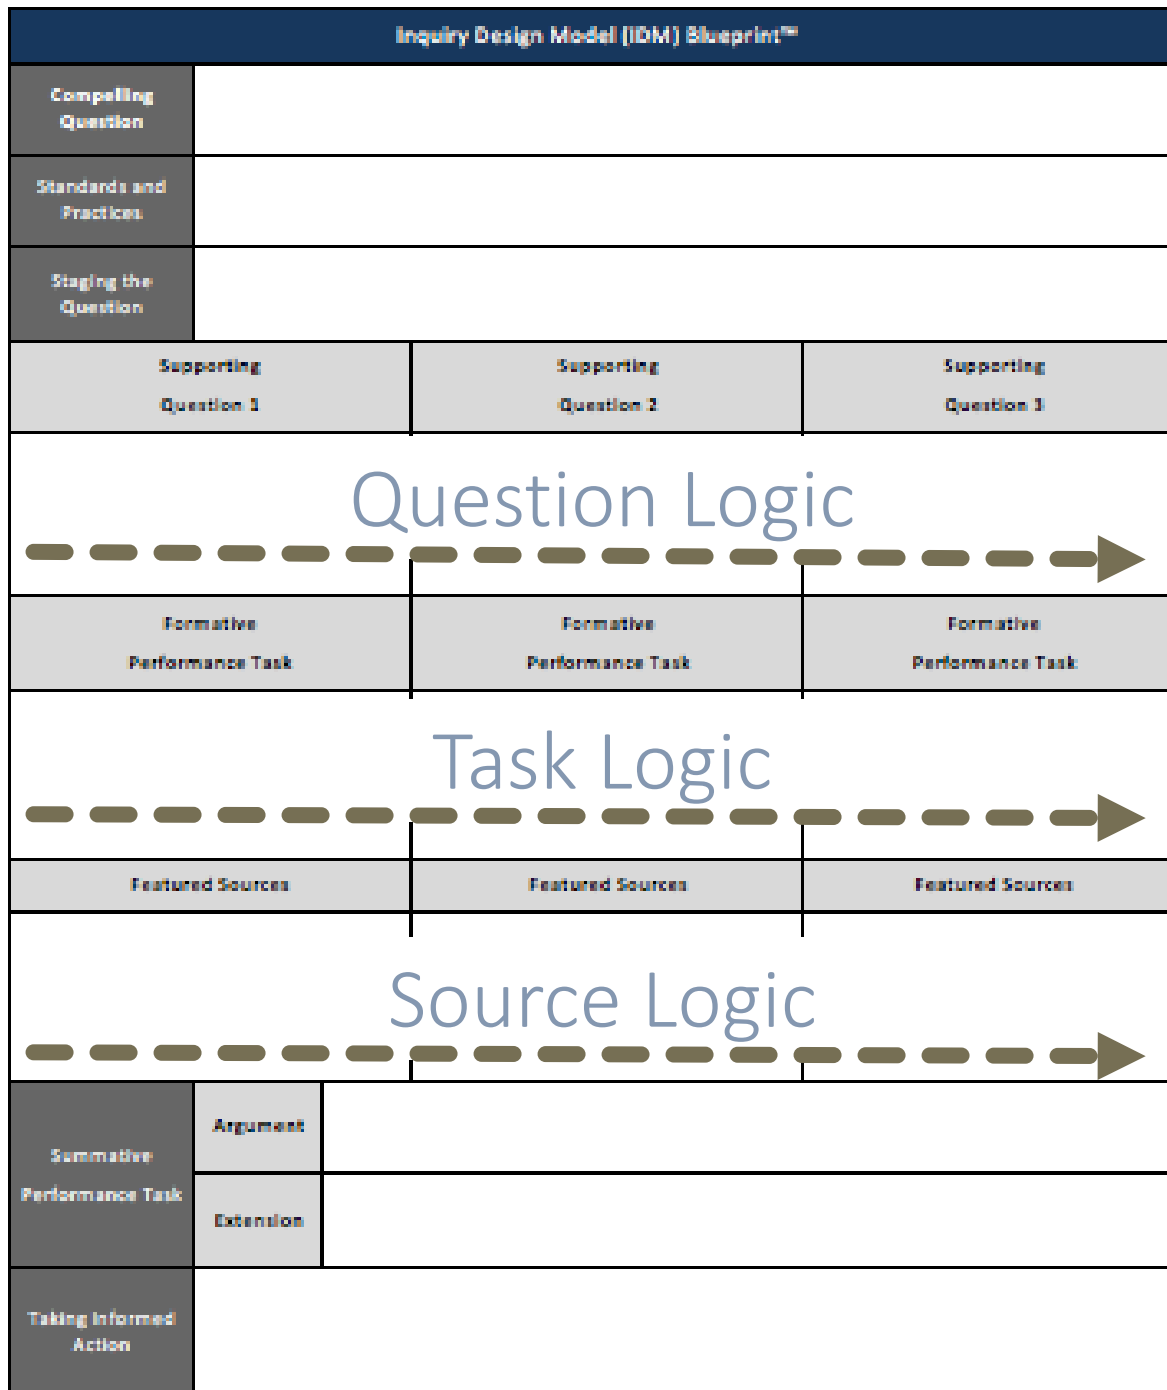 Inquiry Design Model (IDM) Blueprint™
Compelling
Question
Standards and
Practices
Staging the
Question
Supporting
Question 1
Supporting
Question 2
Supporting
Question 3
Question Logic
Formative
Performance Task
Formative
Performance Task
Formative
Performance Task
Task Logic
Featured Sources
Featured Sources
Featured Sources
Source Logic
Summative
Performance Task
Argument
Extension
Taking Informed
Action